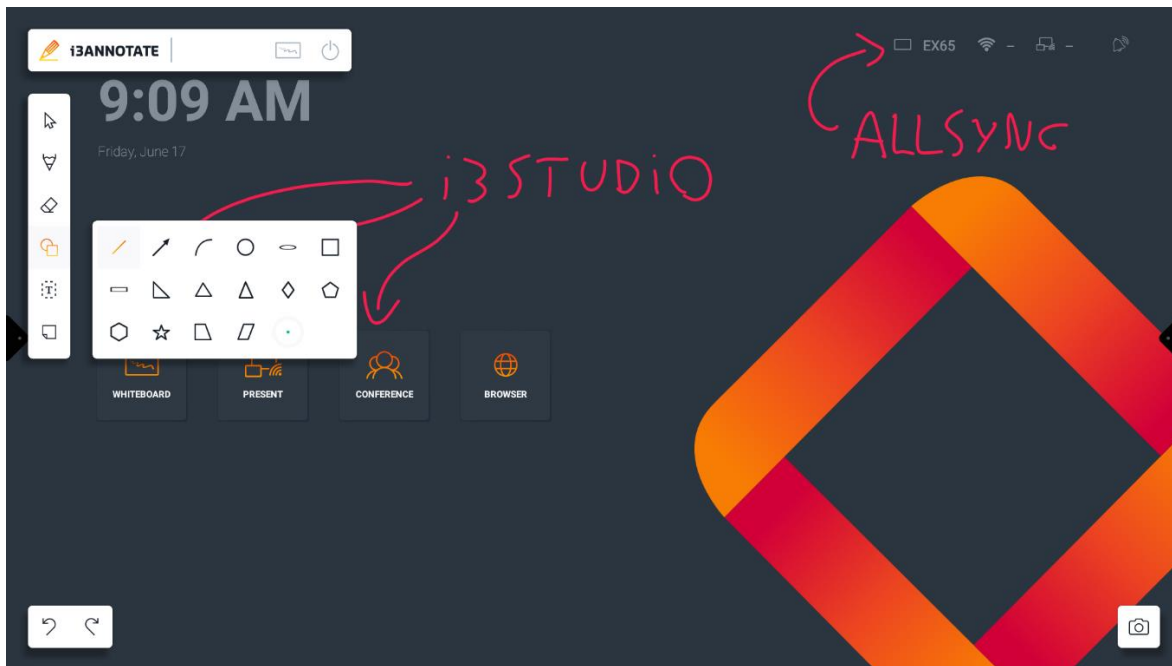 i3ANNOTATE
EX65 - -
9:09 AM
ALLSYNC
Friday, June 17
i3STUDiO
T
WHITEBOARD PRESENT CONFERENCE BROWSER